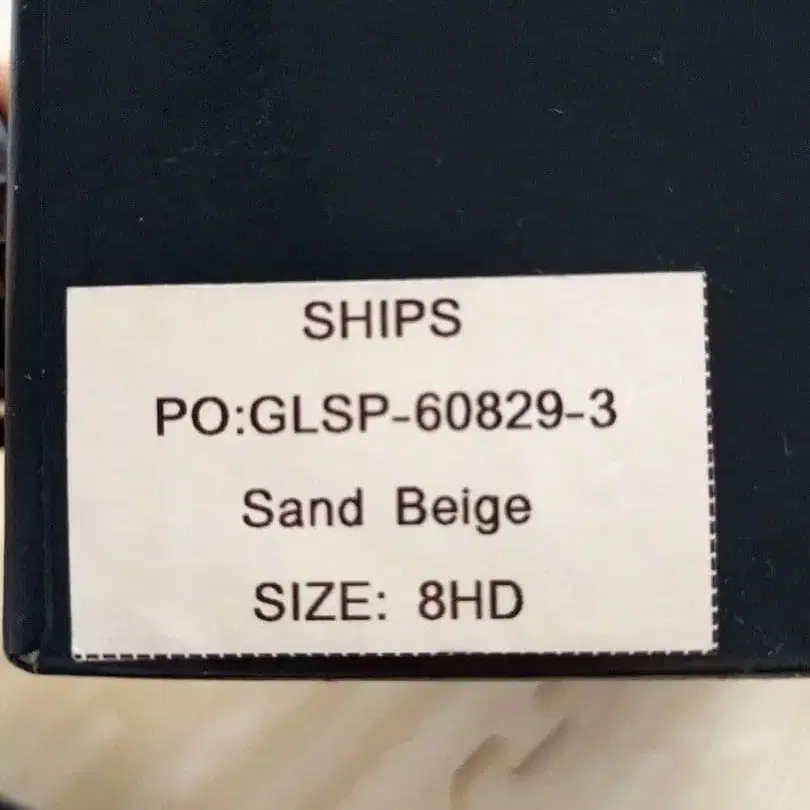 SHIPS
PO:GLSP-60829-3
Sand Beige
SIZE: 8HD